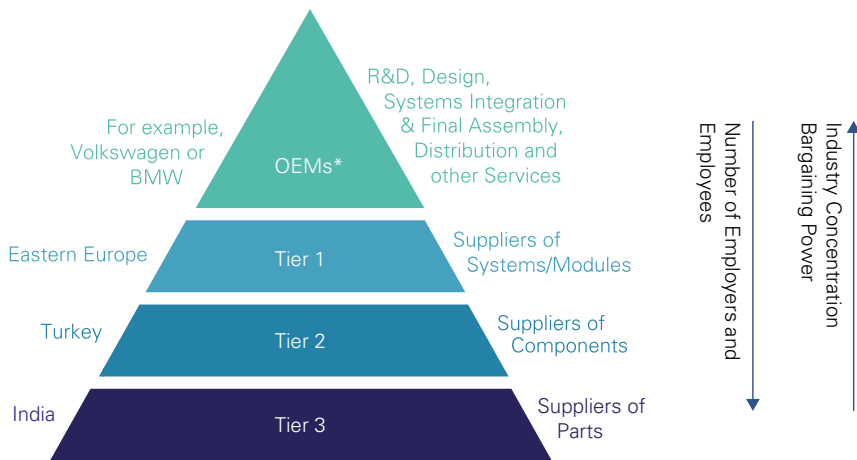 For example,
Volkswagen or
BMW
OEMs*
R&D, Design,
Systems Integration
& Final Assembly,
Distribution and
other Services
Eastern Europe
Tier 1
Suppliers of
Systems/Modules
Turkey
Tier 2
Suppliers of
Components
India
Tier 3
Suppliers of
Parts
Number of Employers and
Employees
Industry Concentration
Bargaining Power